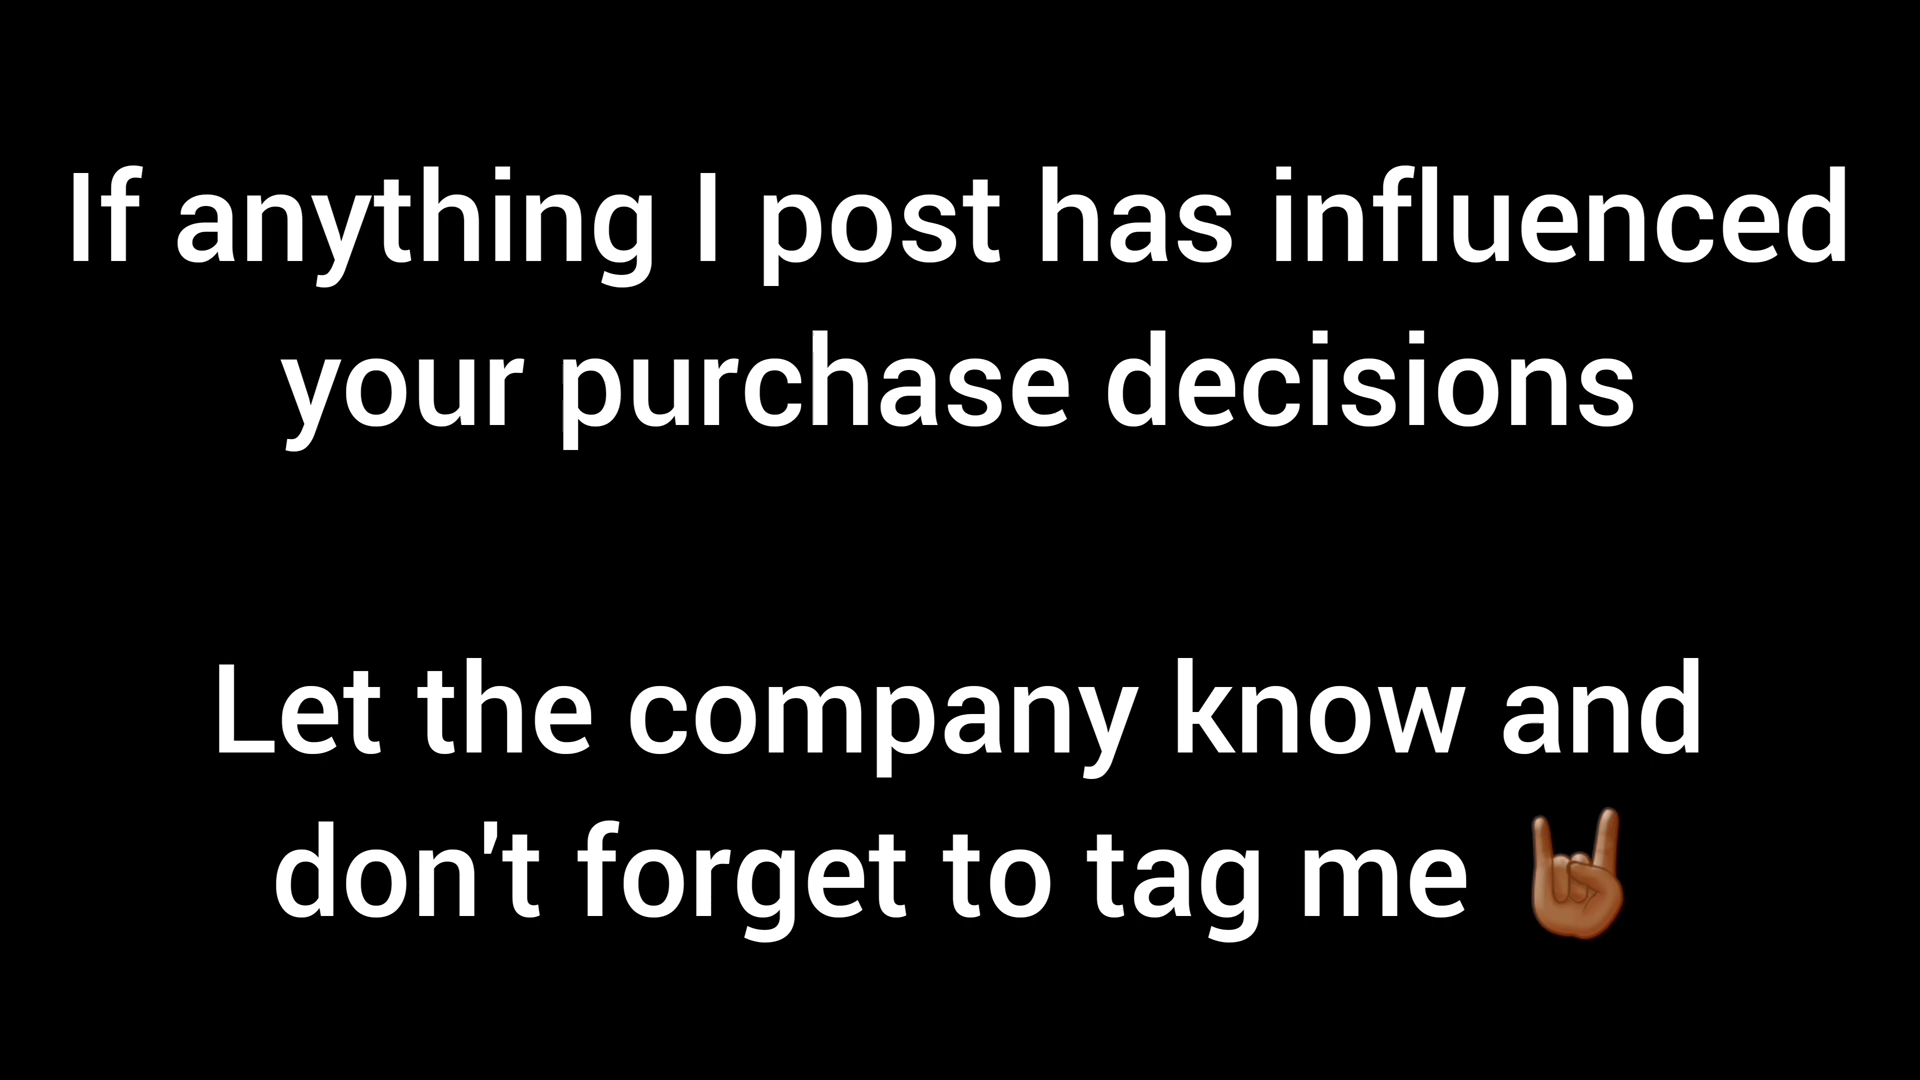 If anything I post has influenced
your purchase decisions
Let the company know and
don't forget to tag me 🤘🏾